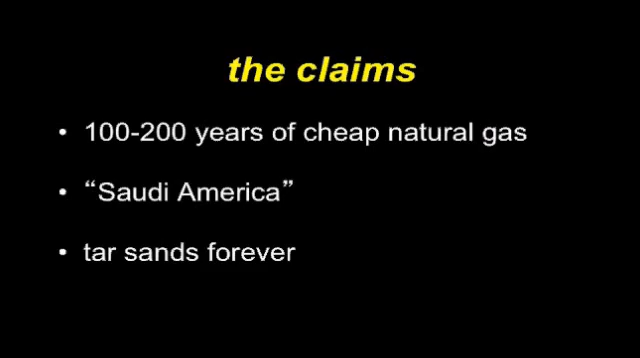 the claims
• 100-200 years of cheap natural gas
• “Saudi America”
• tar sands forever